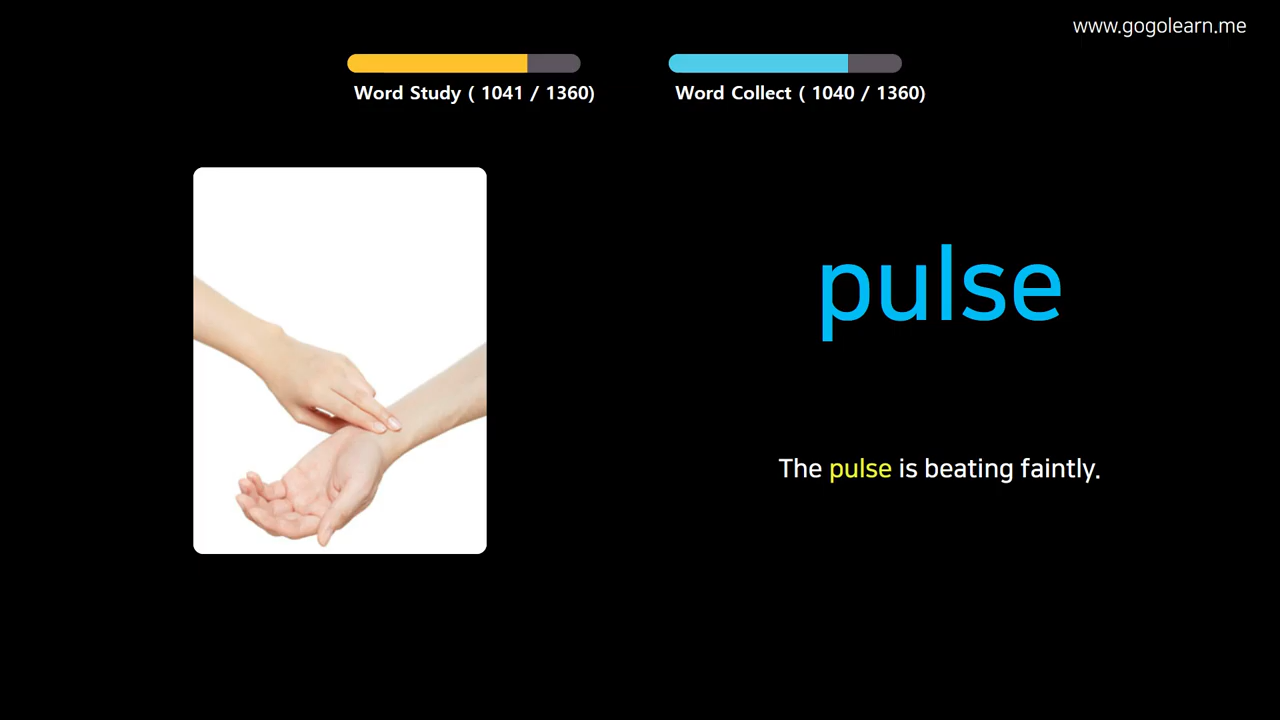 www.gogolearn.me
Word Study ( 1041 / 1360)
Word Collect ( 1040 / 1360)
pulse
The pulse is beating faintly.